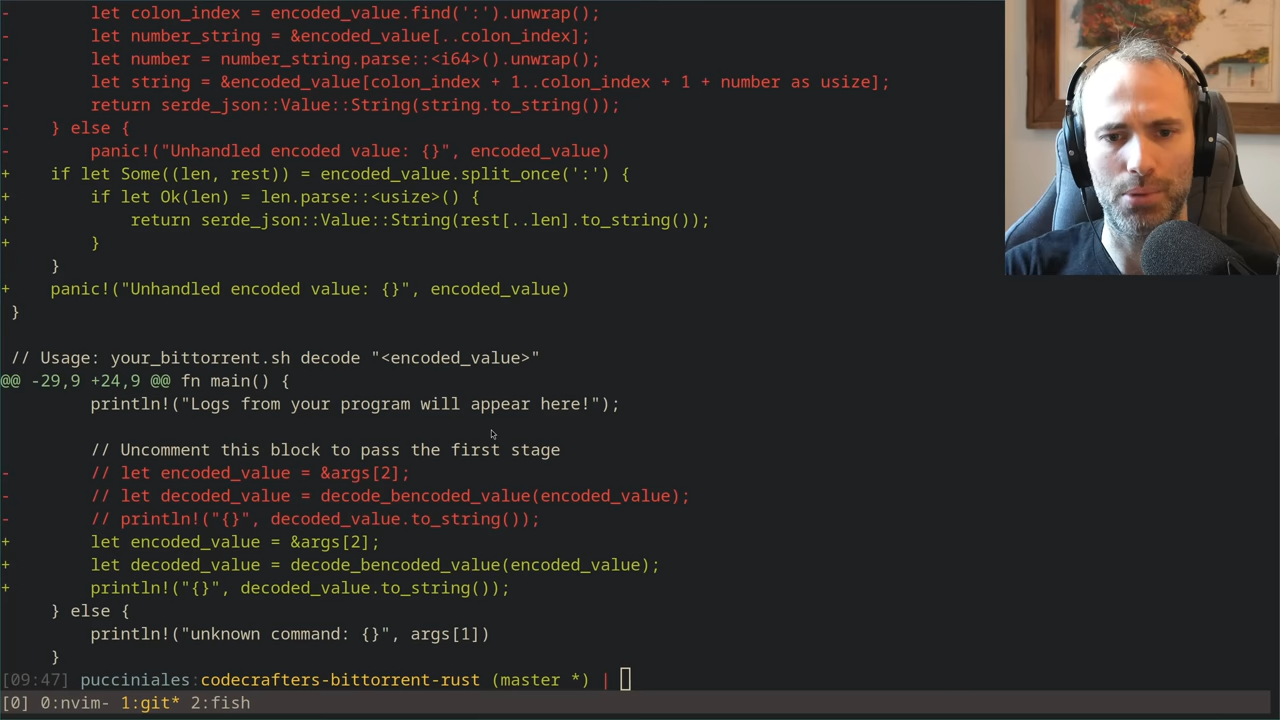 -        let colon_index = encoded_value.find(':').unwrap();
-        let number_string = &encoded_value[..colon_index];
-        let number = number_string.parse::<i64>().unwrap();
-        let string = &encoded_value[colon_index + 1..colon_index + 1 + number as usize];
-        return serde_json::Value::String(string.to_string());
-    } else {
-        panic!("Unhandled encoded value: {}", encoded_value)
+    if let Some((len, rest)) = encoded_value.split_once(':') {
+        if let Ok(len) = len.parse::<usize>() {
+            return serde_json::Value::String(rest[..len].to_string());
+        }
     }
+    panic!("Unhandled encoded value: {}", encoded_value)
 }
 // Usage: your_bittorrent.sh decode "<encoded_value>"
@@ -29,9 +24,9 @@ fn main() {
         println!("Logs from your program will appear here!");
         // Uncomment this block to pass the first stage
-        // let encoded_value = &args[2];
-        // let decoded_value = decode_bencoded_value(encoded_value);
-        // println!("{}", decoded_value.to_string());
+        let encoded_value = &args[2];
+        let decoded_value = decode_bencoded_value(encoded_value);
+        println!("{}", decoded_value.to_string());
     } else {
         println!("unknown command: {}", args[1])
     }
[09:47] pucciniales:codecrafters-bittorrent-rust (master *) |
[0] 0:nvim- 1:git* 2:fish